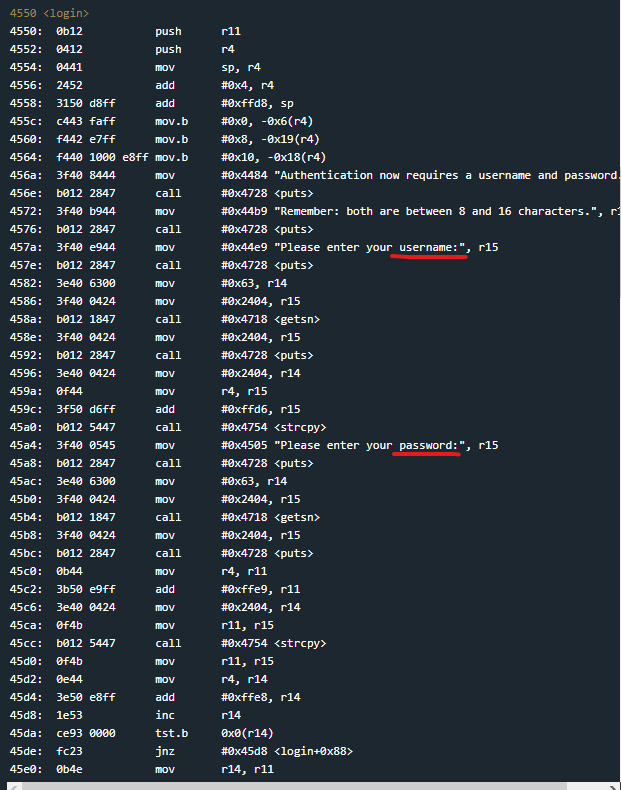 4550 <login>
4550: 0b12 push r11
4552: 0412 push r4
4554: 0441 mov sp, r4
4556: 2452 add #0x4, r4
4558: 3150 d8ff add #0xffd8, sp
455c: c443 faff mov.b #0x0, -0x6(r4)
4560: f442 e7ff mov.b #0x8, -0x19(r4)
4564: f440 1000 e8ff mov.b #0x10, -0x18(r4)
456a: 3f40 8444 mov #0x4484 "Authentication now requires a username and password.
456e: b012 2847 call #0x4728 <puts>
4572: 3f40 b944 mov #0x44b9 "Remember: both are between 8 and 16 characters.", r1
4576: b012 2847 call #0x4728 <puts>
457a: 3f40 e944 mov #0x44e9 "Please enter your username:", r15
457e: b012 2847 call #0x4728 <puts>
4582: 3e40 6300 mov #0x63, r14
4586: 3f40 0424 mov #0x2404, r15
458a: b012 1847 call #0x4718 <getsn>
458e: 3f40 0424 mov #0x2404, r15
4592: b012 2847 call #0x4728 <puts>
4596: 3e40 0424 mov #0x2404, r14
459a: 0f44 mov r4, r15
459c: 3f50 d6ff add #0xffd6, r15
45a0: b012 5447 call #0x4754 <strcpy>
45a4: 3f40 0545 mov #0x4505 "Please enter your password:", r15
45a8: b012 2847 call #0x4728 <puts>
45ac: 3e40 6300 mov #0x63, r14
45b0: 3f40 0424 mov #0x2404, r15
45b4: b012 1847 call #0x4718 <getsn>
45b8: 3f40 0424 mov #0x2404, r15
45bc: b012 2847 call #0x4728 <puts>
45c0: 0b44 mov r4, r11
45c2: 3b50 e9ff add #0xffe9, r11
45c6: 3e40 0424 mov #0x2404, r14
45ca: 0f4b mov r11, r15
45cc: b012 5447 call #0x4754 <strcpy>
45d0: 0f4b mov r11, r15
45d2: 0e44 mov r4, r14
45d4: 3e50 e8ff add #0xffe8, r14
45d8: 1e53 inc r14
45da: ce93 0000 tst.b 0x0(r14)
45de: fc23 jnz #0x45d8 <login+0x88>
45e0: 0b4e mov r14, r11